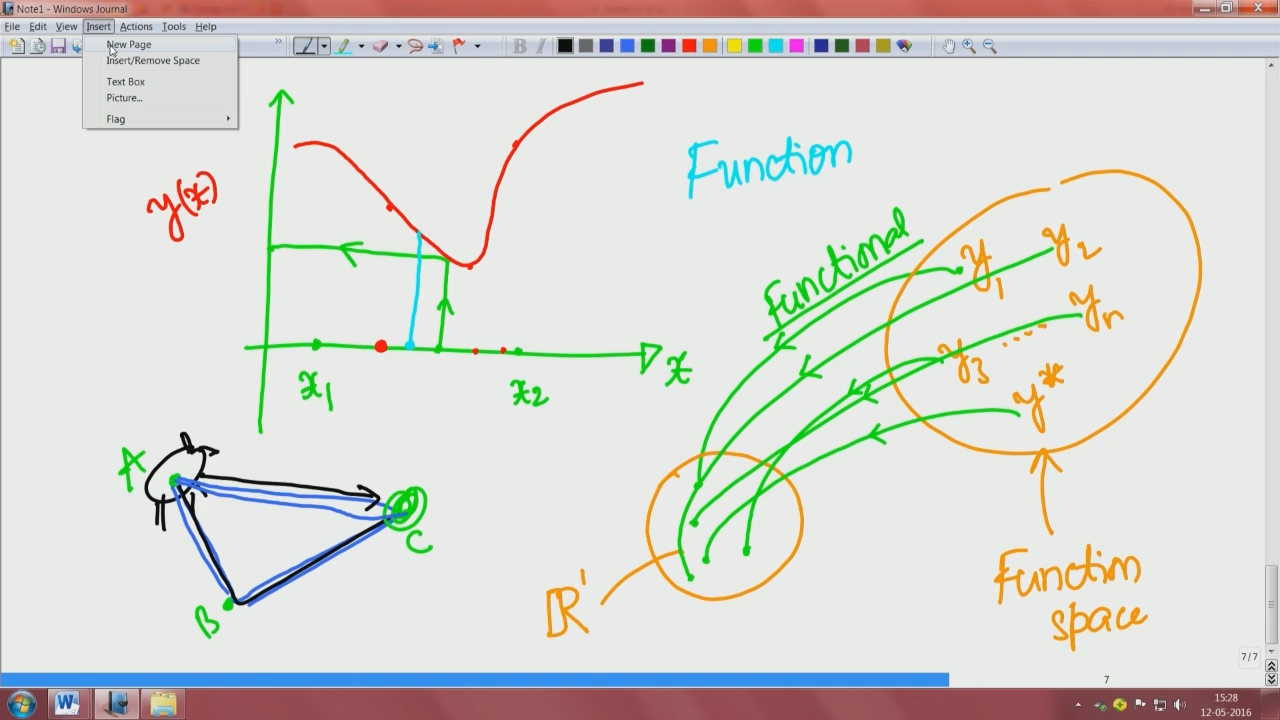 Note1 - Windows Journal
File Edit View Insert Actions Tools Help
New Page
Insert/Remove Space
Text Box
Picture...
Flag
B I
Function
y(x)
Functional
y1
y2
yn
....
y3
y*
x
x1
x2
A
C
B
ℝ¹
Function
space
7/7
7
15:28
12-05-2016